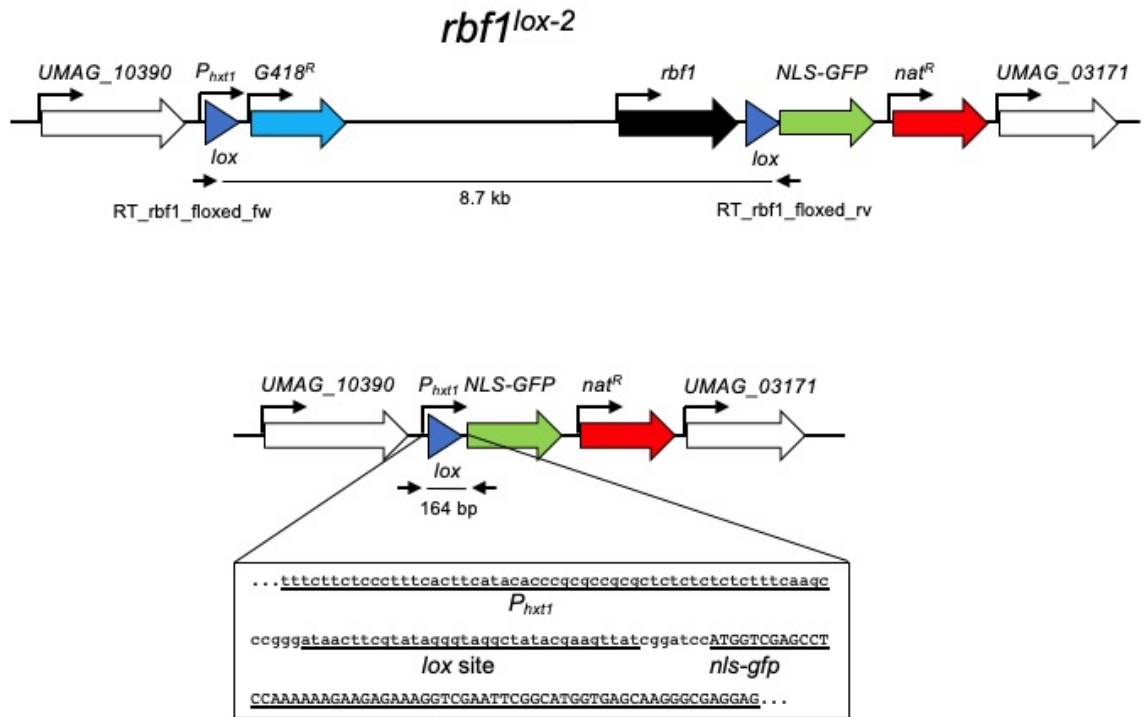 rbf1lox-2
UMAG_10390 Phxt1 G418R rbf1 NLS-GFP natR UMAG_03171
lox lox
8.7 kb
RT_rbf1_floxed_fw RT_rbf1_floxed_rv
UMAG_10390 Phxt1 NLS-GFP natR UMAG_03171
lox
164 bp
...tttcttctccctttcacttcatacacccgcgccgcgctctctctctctttcaagc
Phxt1
ccgggataacttcgtatagggtaggctatacgaagttatcggatccATGGTCGAGCCT
lox site nls-gfp
CCAAAAAAGAAGAGAAAGGTCGAATTCGGCATGGTGAGCAAGGGCGAGGAG...